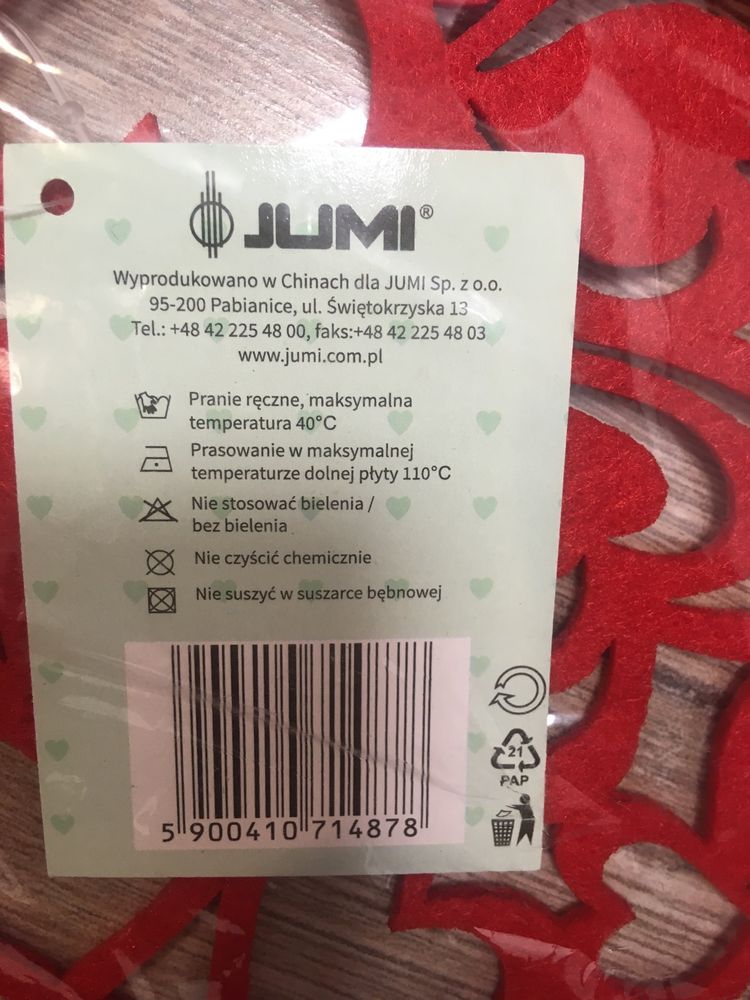 JUMI®
Wyprodukowano w Chinach dla JUMI Sp. z o.o.
95-200 Pabianice, ul. Świętokrzyska 13
Tel.: +48 42 225 48 00, faks:+48 42 225 48 03
www.jumi.com.pl
Pranie ręczne, maksymalna
temperatura 40°C
Prasowanie w maksymalnej
temperaturze dolnej płyty 110°C
Nie stosować bielenia /
bez bielenia
Nie czyścić chemicznie
Nie suszyć w suszarce bębnowej
5 900410 714878
21
PAP